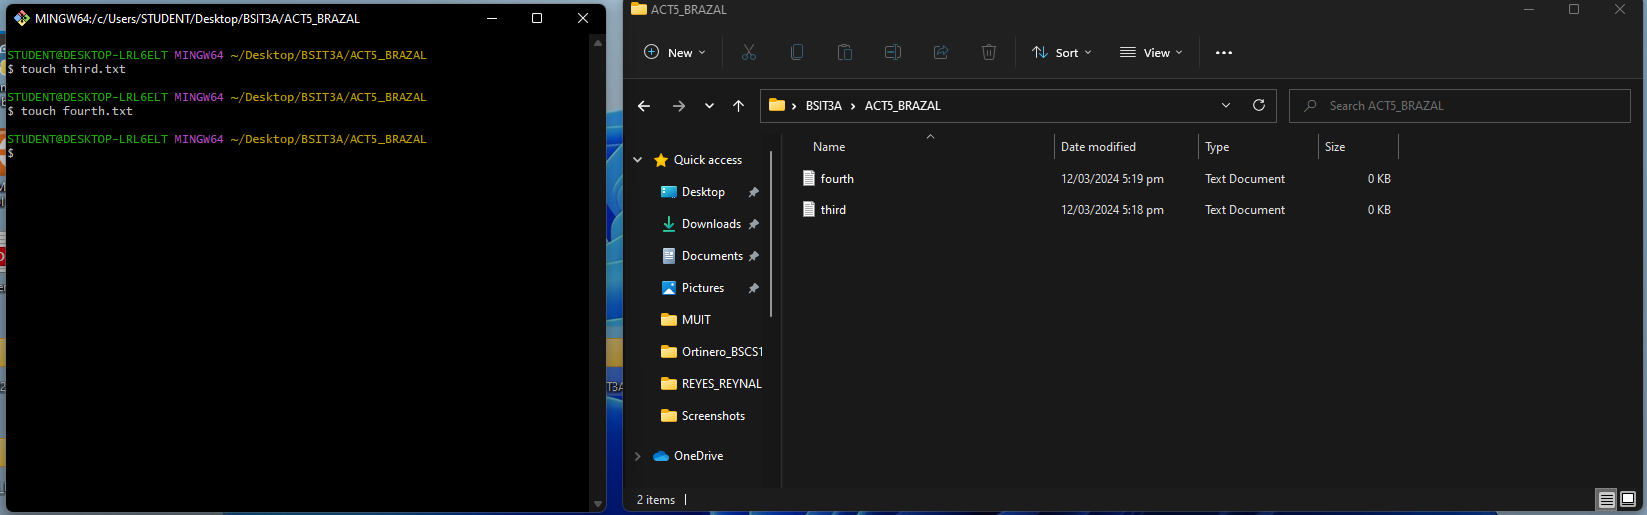 MINGW64:/c/Users/STUDENT/Desktop/BSIT3A/ACT5_BRAZAL
STUDENT@DESKTOP-LRL6ELT MINGW64 ~/Desktop/BSIT3A/ACT5_BRAZAL
$ touch third.txt
STUDENT@DESKTOP-LRL6ELT MINGW64 ~/Desktop/BSIT3A/ACT5_BRAZAL
$ touch fourth.txt
STUDENT@DESKTOP-LRL6ELT MINGW64 ~/Desktop/BSIT3A/ACT5_BRAZAL
$
T3A
ACT5_BRAZAL
New
Sort
View
BSIT3A > ACT5_BRAZAL
Search ACT5_BRAZAL
Quick access
Desktop
Downloads
Documents
Pictures
MUIT
Ortinero_BSCS1
REYES_REYNAL
Screenshots
OneDrive
Name Date modified Type Size
fourth 12/03/2024 5:19 pm Text Document 0 KB
third 12/03/2024 5:18 pm Text Document 0 KB
2 items